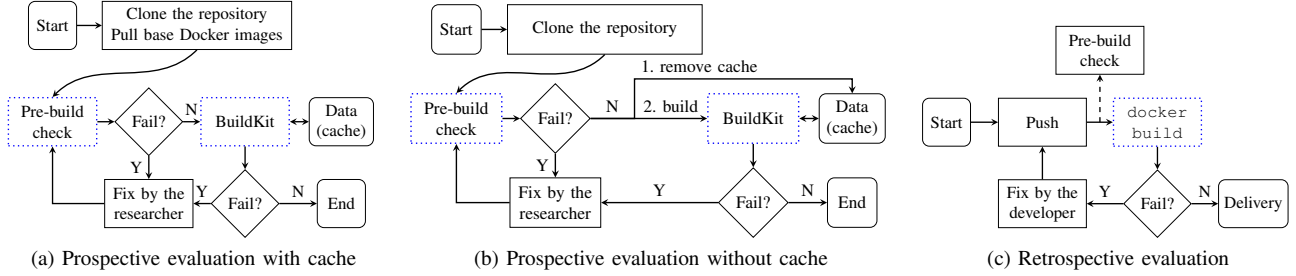 Start
Clone the repository
Pull base Docker images
Pre-build
check
Fail?
N
BuildKit
Data
(cache)
Y
Fix by the
researcher
Y
Fail?
N
End
(a) Prospective evaluation with cache
Start
Clone the repository
1. remove cache
Pre-build
check
Fail?
N
2. build
BuildKit
Data
(cache)
Y
Fix by the
researcher
Y
Fail?
N
End
(b) Prospective evaluation without cache
Pre-build
check
Start
Push
docker
build
Fix by the
developer
Y
Fail?
N
Delivery
(c) Retrospective evaluation